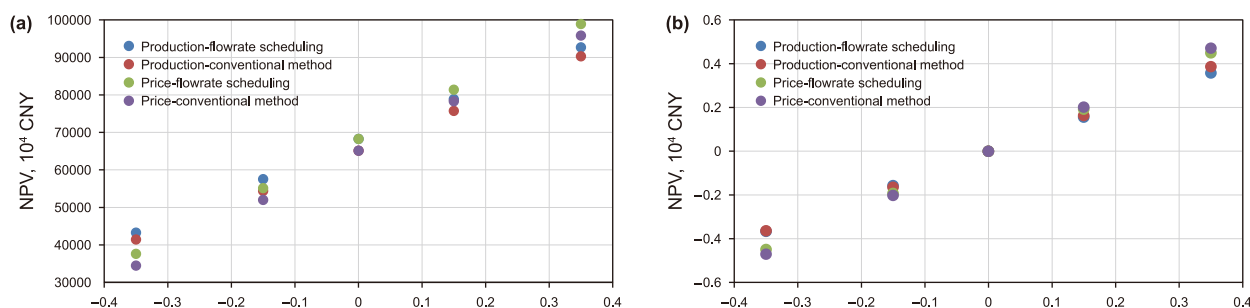 (a)
NPV, 10⁴ CNY
100000
90000
80000
70000
60000
50000
40000
30000
Production-flowrate scheduling
Production-conventional method
Price-flowrate scheduling
Price-conventional method
−0.4 −0.3 −0.2 −0.1 0 0.1 0.2 0.3 0.4
(b)
NPV, 10⁴ CNY
0.6
0.4
0.2
0
−0.2
−0.4
−0.6
Production-flowrate scheduling
Production-conventional method
Price-flowrate scheduling
Price-conventional method
−0.4 −0.3 −0.2 −0.1 0 0.1 0.2 0.3 0.4